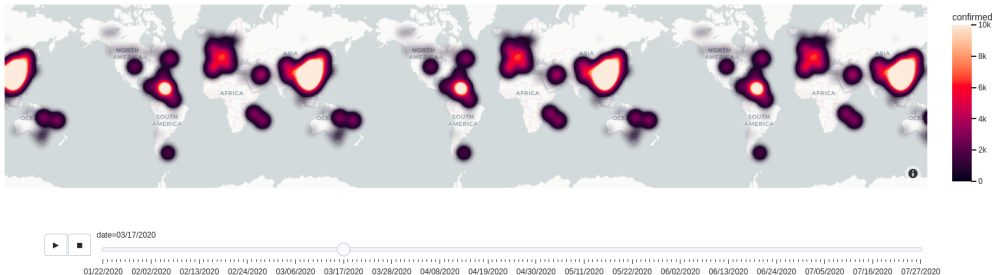 confirmed
10k
8k
6k
4k
2k
0
NORTH AMERICA
ASIA
NORTH AMERICA
ASIA
NORTH AMERICA
ASIA
AFRICA
AFRICA
AFRICA
OCE
SOUTH AMERICA
OCE
SOUTH AMERICA
OCE
SOUTH AMERICA
date=03/17/2020
01/22/2020 02/02/2020 02/13/2020 02/24/2020 03/06/2020 03/17/2020 03/28/2020 04/08/2020 04/19/2020 04/30/2020 05/11/2020 05/22/2020 06/02/2020 06/13/2020 06/24/2020 07/05/2020 07/16/2020 07/27/2020